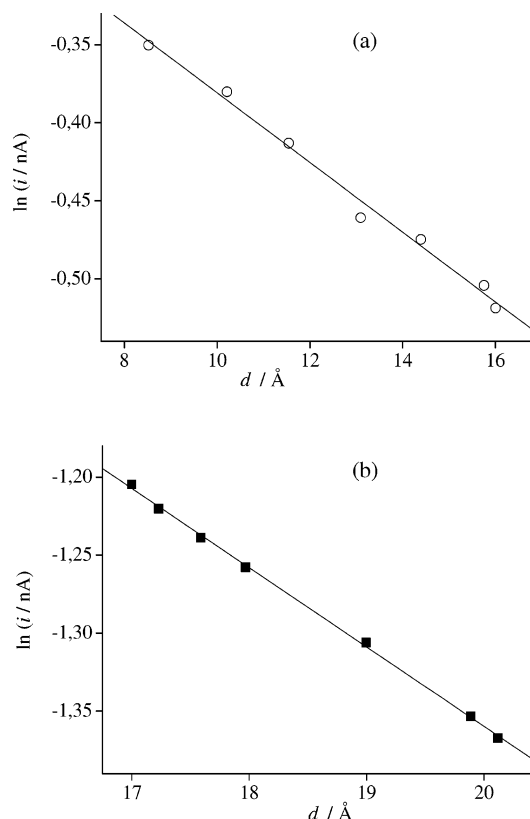 (a)
-0,35
-0,40
-0,45
-0,50
ln (i / nA)
8 10 12 14 16
d / Å
(b)
-1,20
-1,25
-1,30
-1,35
ln (i / nA)
17 18 19 20
d / Å